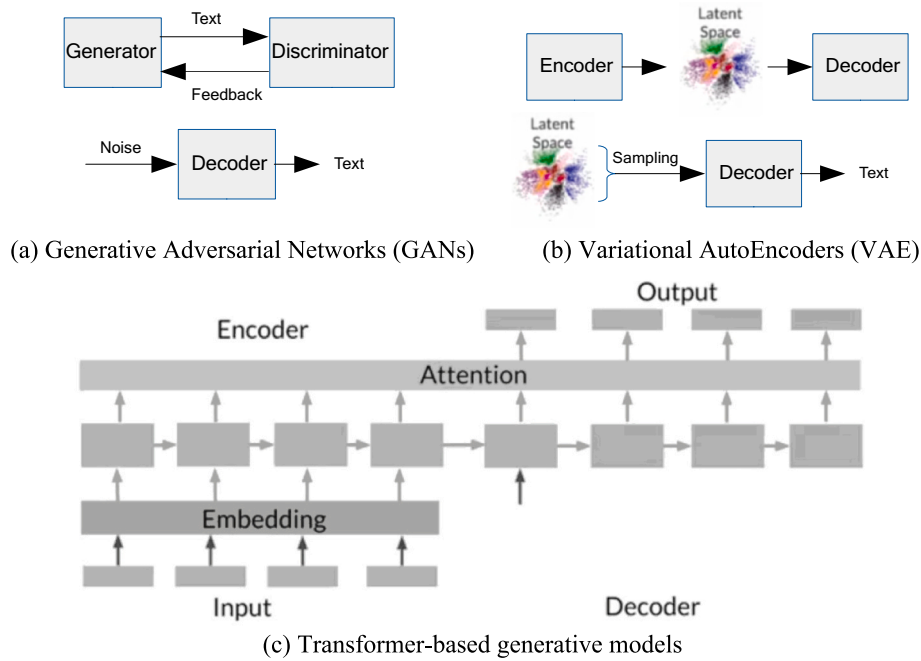 Text
Generator
Discriminator
Feedback
Noise
Decoder
Text
(a) Generative Adversarial Networks (GANs)
Latent
Space
Encoder
Decoder
Latent
Space
Sampling
Decoder
Text
(b) Variational AutoEncoders (VAE)
Output
Encoder
Attention
Embedding
Input
Decoder
(c) Transformer-based generative models